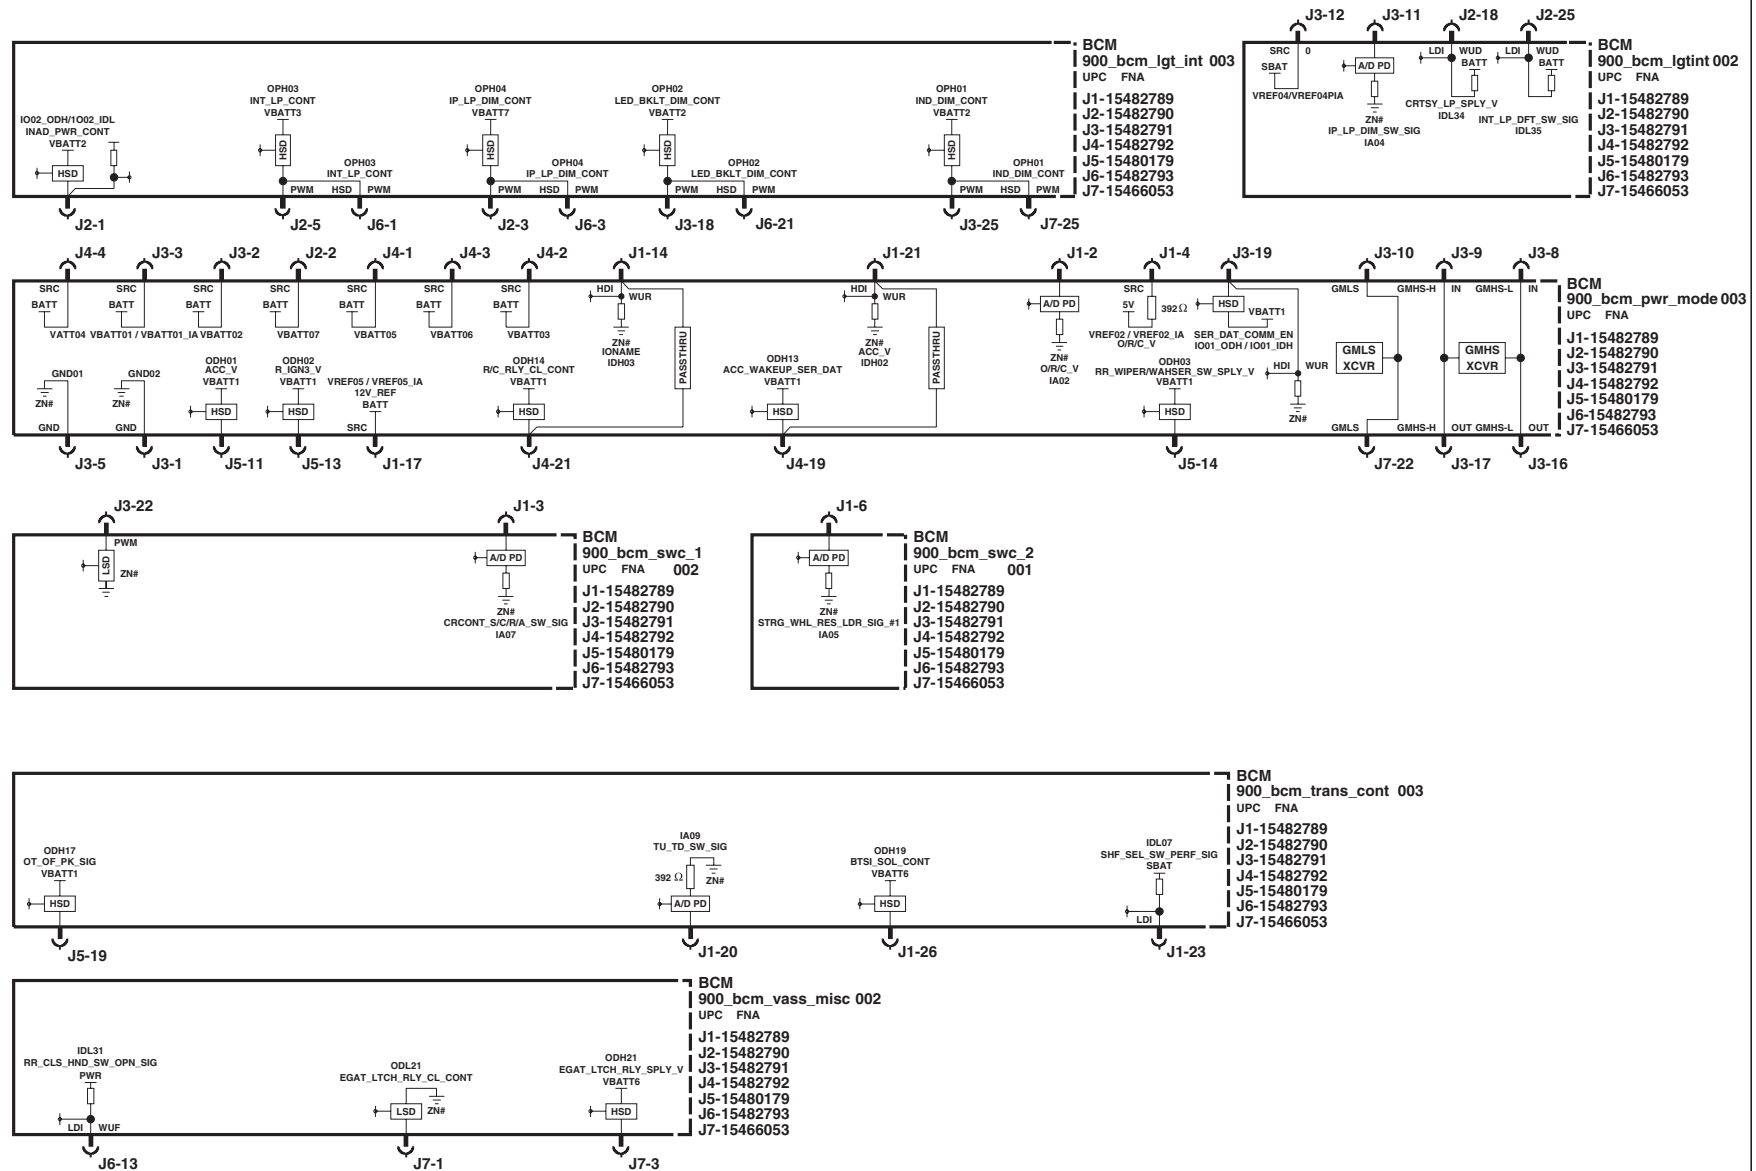 J3-12 J3-11 J2-18 J2-25
BCM
900_bcm_lgt_int 003
UPC FNA
J1-15482789
J2-15482790
J3-15482791
J4-15482792
J5-15480179
J6-15482793
J7-15466053
IO02_ODH/1O02_IDL
INAD_PWR_CONT
VBATT2
HSD
OPH03
INT_LP_CONT
VBATT3
HSD
OPH03
INT_LP_CONT
PWM HSD PWM
OPH04
IP_LP_DIM_CONT
VBATT7
HSD
OPH04
IP_LP_DIM_CONT
PWM HSD PWM
OPH02
LED_BKLT_DIM_CONT
VBATT2
HSD
OPH02
LED_BKLT_DIM_CONT
PWM HSD PWM
OPH01
IND_DIM_CONT
VBATT2
HSD
OPH01
IND_DIM_CONT
PWM HSD PWM
J2-1 J2-5 J6-1 J2-3 J6-3 J3-18 J6-21 J3-25 J7-25
SRC 0
SBAT
VREF04/VREF04PIA
A/D PD
ZN#
IP_LP_DIM_SW_SIG
IA04
LDI WUD
BATT
CRTSY_LP_SPLY_V
IDL34
LDI WUD
BATT
INT_LP_DFT_SW_SIG
IDL35
BCM
900_bcm_lgtint 002
UPC FNA
J1-15482789
J2-15482790
J3-15482791
J4-15482792
J5-15480179
J6-15482793
J7-15466053
J4-4 J3-3 J3-2 J2-2 J4-1 J4-3 J4-2 J1-14 J1-21 J1-2 J1-4 J3-19 J3-10 J3-9 J3-8
SRC
BATT
VATT04
SRC
BATT
VBATT01 / VBATT01_IA
SRC
BATT
VBATT02
SRC
BATT
VBATT07
SRC
BATT
VBATT05
SRC
BATT
VBATT06
SRC
BATT
VBATT03
HDI WUR
ZN#
IONAME
IDH03
PASSTHRU
HDI WUR
ZN#
ACC_V
IDH02
PASSTHRU
A/D PD
ZN#
O/R/C_V
IA02
SRC
5V 392Ω
VREF02 / VREF02_IA
O/R/C_V
HSD
VBATT1
SER_DAT_COMM_EN
IO01_ODH / IO01_IDH
HDI WUR
ZN#
GMLS GMHS-H IN GMHS-L IN
GMLS
XCVR
GMHS
XCVR
GMLS GMHS-H OUT GMHS-L OUT
GND01
ZN#
GND
GND02
ZN#
GND
ODH01
ACC_V
VBATT1
HSD
ODH02
R_IGN3_V
VBATT1
HSD
VREF05 / VREF05_IA
12V_REF
BATT
SRC
ODH14
R/C_RLY_CL_CONT
VBATT1
HSD
ODH13
ACC_WAKEUP_SER_DAT
VBATT1
HSD
ODH03
RR_WIPER/WAHSER_SW_SPLY_V
VBATT1
HSD
J3-5 J3-1 J5-11 J5-13 J1-17 J4-21 J4-19 J5-14 J7-22 J3-17 J3-16
BCM
900_bcm_pwr_mode 003
UPC FNA
J1-15482789
J2-15482790
J3-15482791
J4-15482792
J5-15480179
J6-15482793
J7-15466053
J3-22 J1-3
PWM
LSD
ZN#
A/D PD
ZN#
CRCONT_S/C/R/A_SW_SIG
IA07
BCM
900_bcm_swc_1
UPC FNA 002
J1-15482789
J2-15482790
J3-15482791
J4-15482792
J5-15480179
J6-15482793
J7-15466053
J1-6
A/D PD
ZN#
STRG_WHL_RES_LDR_SIG_#1
IA05
BCM
900_bcm_swc_2
UPC FNA 001
J1-15482789
J2-15482790
J3-15482791
J4-15482792
J5-15480179
J6-15482793
J7-15466053
BCM
900_bcm_trans_cont 003
UPC FNA
J1-15482789
J2-15482790
J3-15482791
J4-15482792
J5-15480179
J6-15482793
J7-15466053
ODH17
OT_OF_PK_SIG
VBATT1
HSD
IA09
TU_TD_SW_SIG
392 Ω
ZN#
A/D PD
ODH19
BTSI_SOL_CONT
VBATT6
HSD
IDL07
SHF_SEL_SW_PERF_SIG
SBAT
LDI
J5-19 J1-20 J1-26 J1-23
BCM
900_bcm_vass_misc 002
UPC FNA
J1-15482789
J2-15482790
J3-15482791
J4-15482792
J5-15480179
J6-15482793
J7-15466053
IDL31
RR_CLS_HND_SW_OPN_SIG
PWR
LDI WUF
ODL21
EGAT_LTCH_RLY_CL_CONT
LSD
ZN#
ODH21
EGAT_LTCH_RLY_SPLY_V
VBATT6
HSD
J6-13 J7-1 J7-3